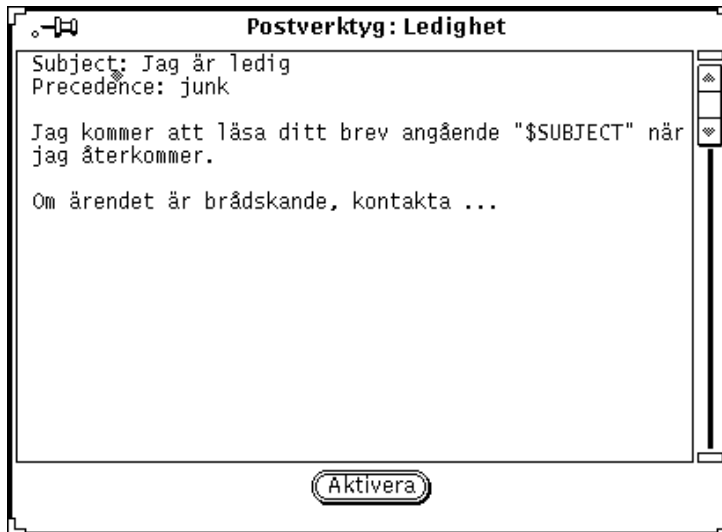 Postverktyg: Ledighet
Subject: Jag är ledig
Precedence: junk
Jag kommer att läsa ditt brev angående "$SUBJECT" när
jag återkommer.
Om ärendet är brådskande, kontakta ...
Aktivera